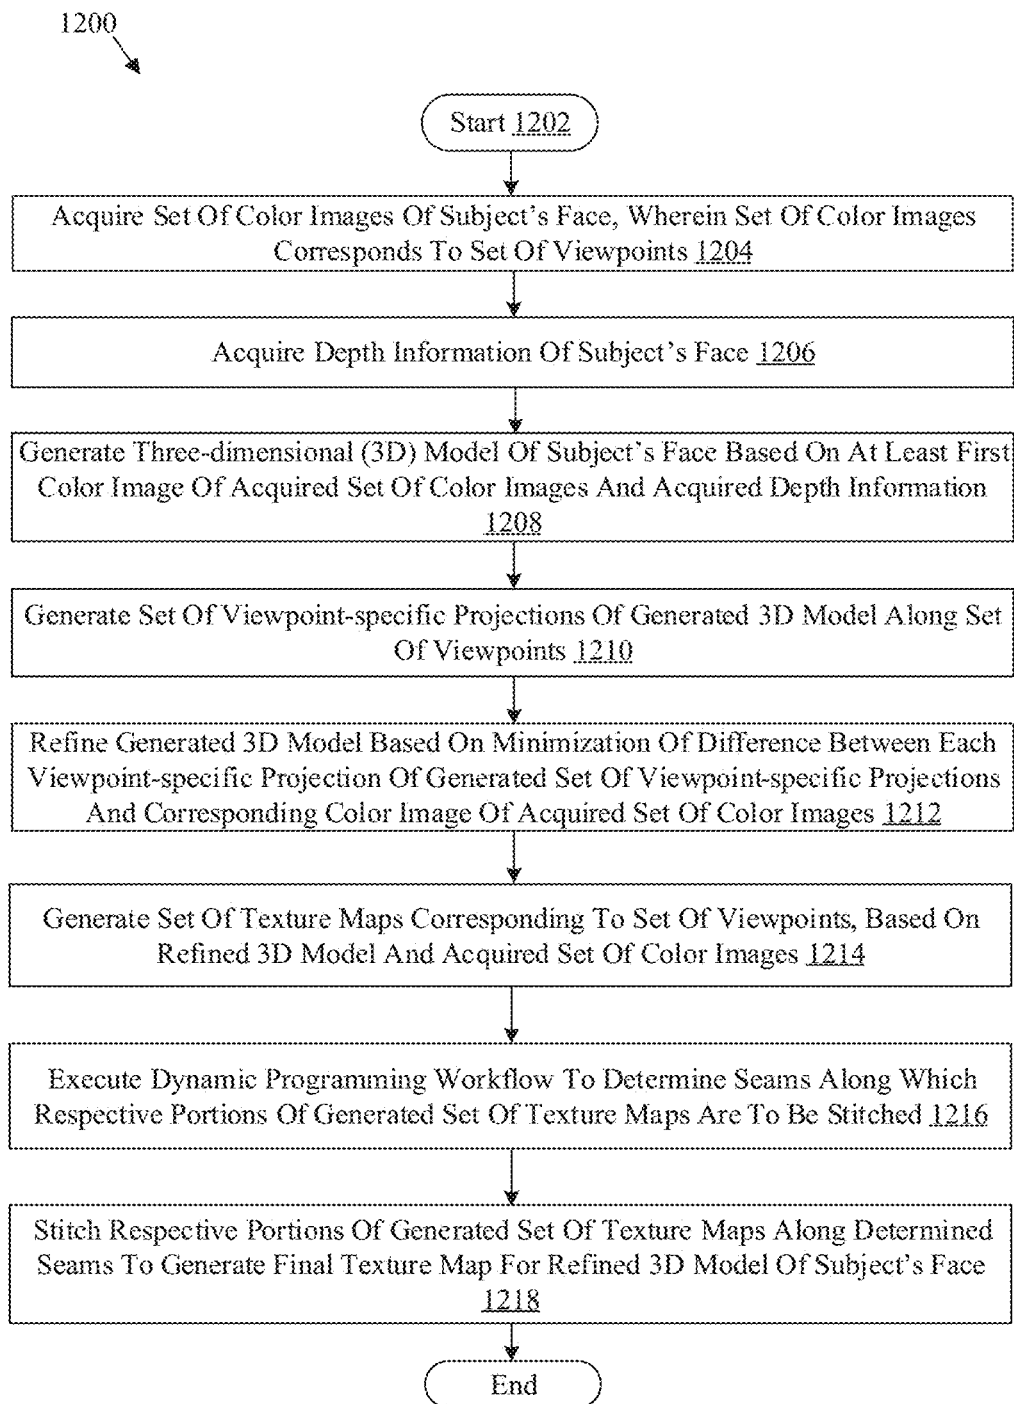 1200
Start 1202
Acquire Set Of Color Images Of Subject's Face, Wherein Set Of Color Images
Corresponds To Set Of Viewpoints 1204
Acquire Depth Information Of Subject's Face 1206
Generate Three-dimensional (3D) Model Of Subject's Face Based On At Least First
Color Image Of Acquired Set Of Color Images And Acquired Depth Information
1208
Generate Set Of Viewpoint-specific Projections Of Generated 3D Model Along Set
Of Viewpoints 1210
Refine Generated 3D Model Based On Minimization Of Difference Between Each
Viewpoint-specific Projection Of Generated Set Of Viewpoint-specific Projections
And Corresponding Color Image Of Acquired Set Of Color Images 1212
Generate Set Of Texture Maps Corresponding To Set Of Viewpoints, Based On
Refined 3D Model And Acquired Set Of Color Images 1214
Execute Dynamic Programming Workflow To Determine Seams Along Which
Respective Portions Of Generated Set Of Texture Maps Are To Be Stitched 1216
Stitch Respective Portions Of Generated Set Of Texture Maps Along Determined
Seams To Generate Final Texture Map For Refined 3D Model Of Subject's Face
1218
End